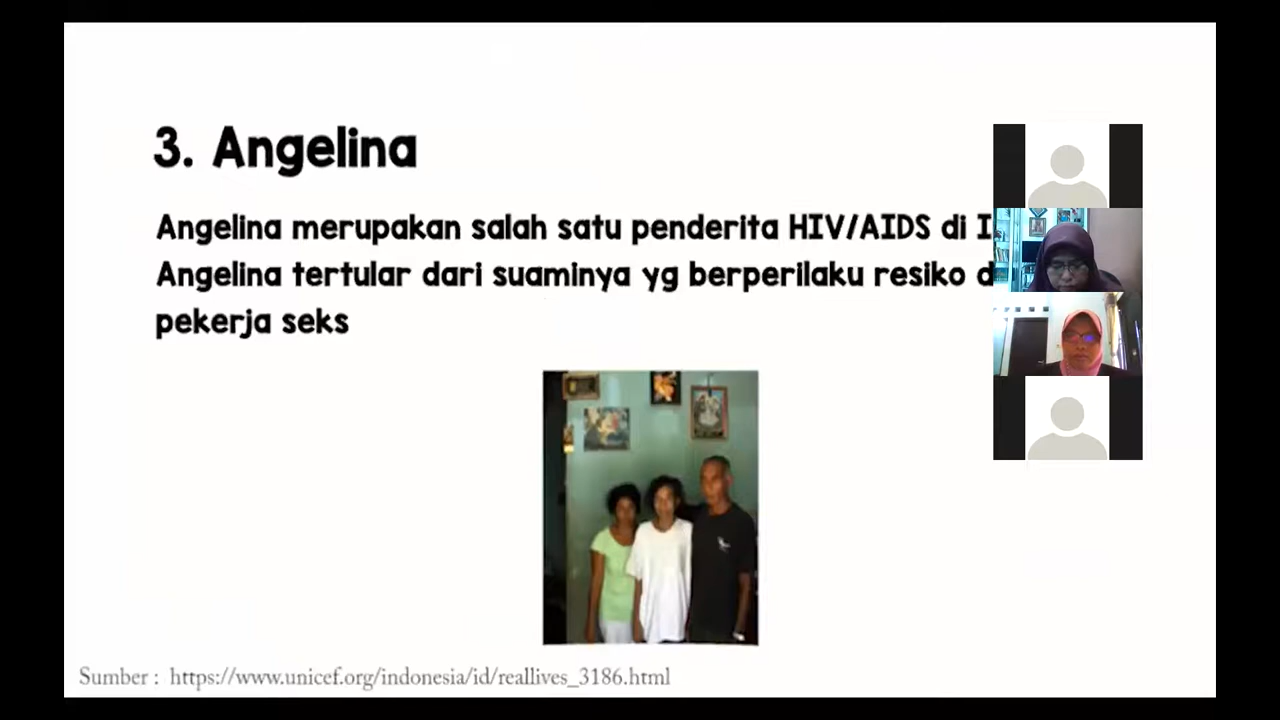 3. Angelina
Angelina merupakan salah satu penderita HIV/AIDS di I
Angelina tertular dari suaminya yg berperilaku resiko d
pekerja seks
Sumber : https://www.unicef.org/indonesia/id/reallives_3186.html